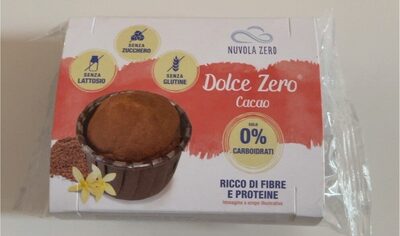 SENZA
ZUCCHERO
SENZA
LATTOSIO
SENZA
GLUTINE
NUVOLA ZERO
Dolce Zero
Cacao
SOLO
0%
CARBOIDRATI
RICCO DI FIBRE
E PROTEINE
Immagine a scopo illustrativo